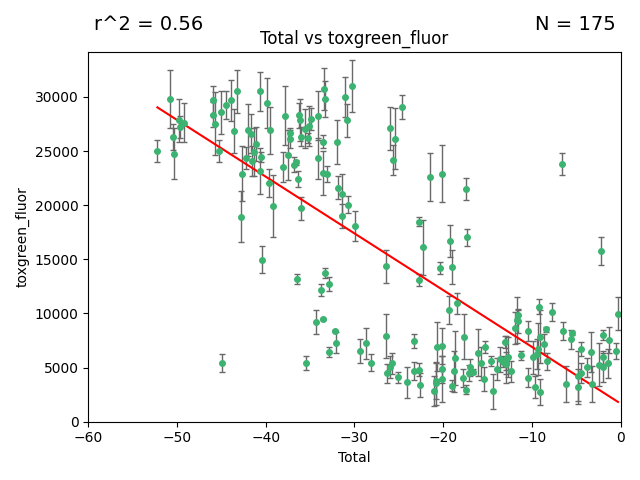 r^2 = 0.56 N = 175
Total vs toxgreen_fluor
30000
25000
20000
15000
10000
5000
0
toxgreen_fluor
−60 −50 −40 −30 −20 −10 0
Total